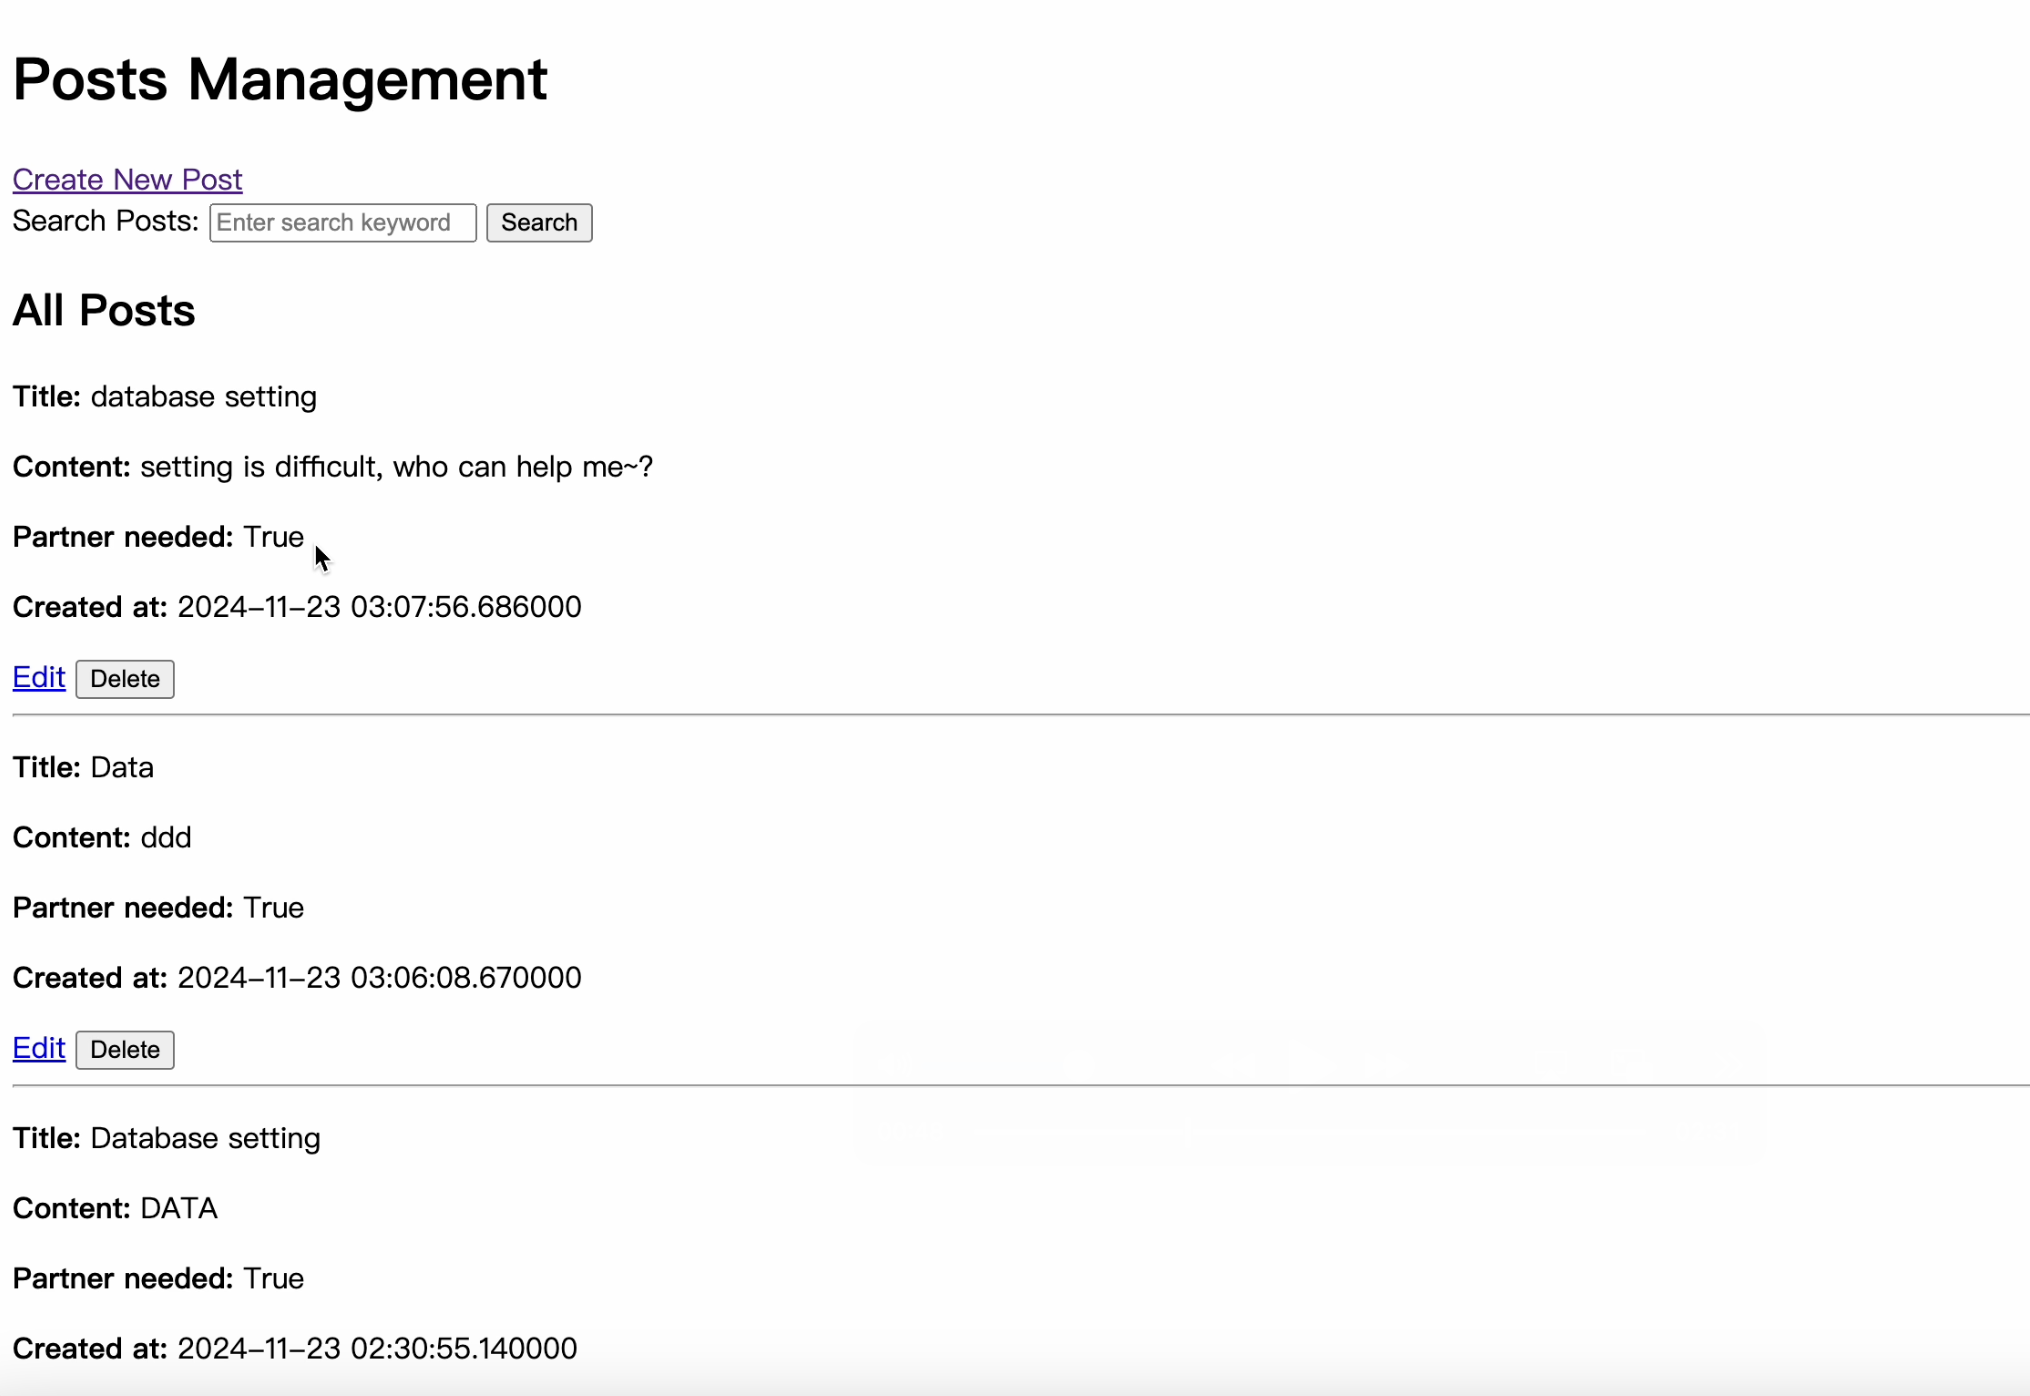 Posts Management
Create New Post
Search Posts: Enter search keyword Search
All Posts
Title: database setting
Content: setting is difficult, who can help me~?
Partner needed: True
Created at: 2024-11-23 03:07:56.686000
Edit Delete
Title: Data
Content: ddd
Partner needed: True
Created at: 2024-11-23 03:06:08.670000
Edit Delete
Title: Database setting
Content: DATA
Partner needed: True
Created at: 2024-11-23 02:30:55.140000